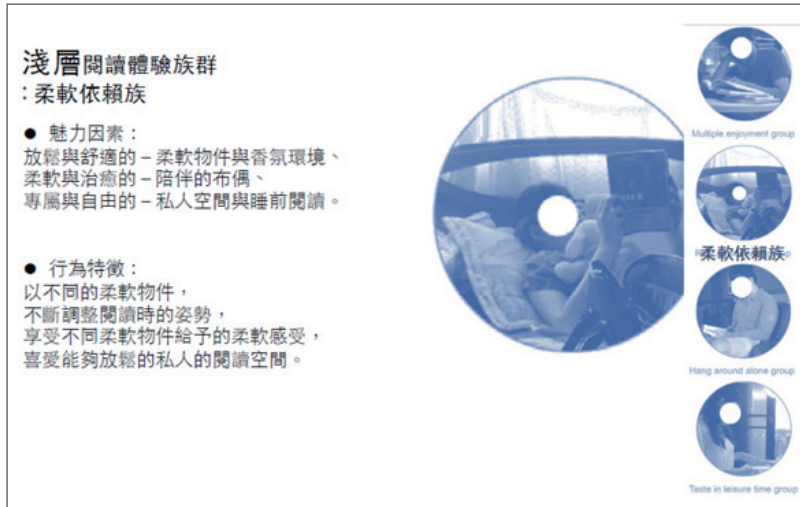 淺層閱讀體驗族群
：柔軟依賴族
● 魅力因素：
放鬆與舒適的－柔軟物件與香氛環境、
柔軟與治癒的－陪伴的布偶、
專屬與自由的－私人空間與睡前閱讀。
● 行為特徵：
以不同的柔軟物件，
不斷調整閱讀時的姿勢，
享受不同柔軟物件給予的柔軟感受，
喜愛能夠放鬆的私人的閱讀空間。
Multiple enjoyment group
柔軟依賴族
Hang around alone group
Taste in leisure time group